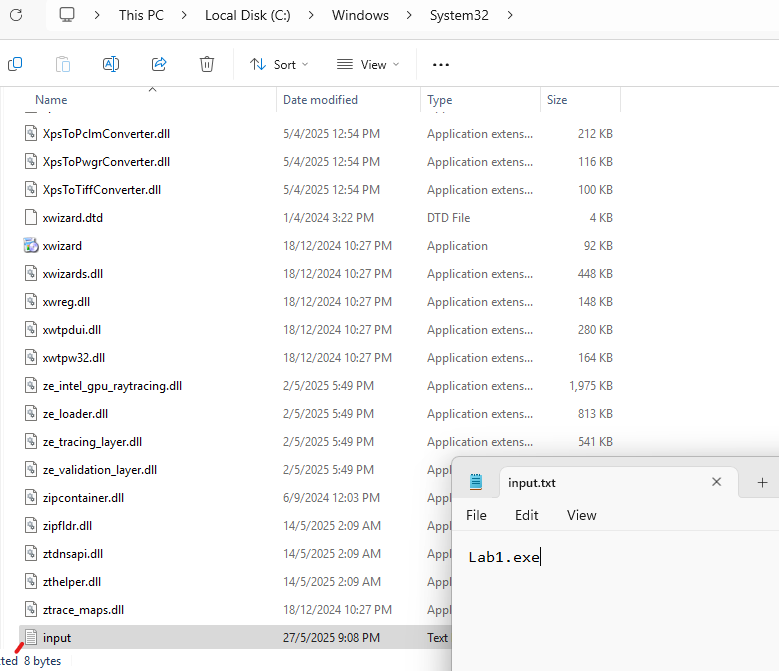 This PC > Local Disk (C:) > Windows > System32 >
Sort View ...
Name Date modified Type Size
XpsToPclmConverter.dll 5/4/2025 12:54 PM Application extens... 212 KB
XpsToPwgrConverter.dll 5/4/2025 12:54 PM Application extens... 116 KB
XpsToTiffConverter.dll 5/4/2025 12:54 PM Application extens... 100 KB
xwizard.dtd 1/4/2024 3:22 PM DTD File 4 KB
xwizard 18/12/2024 10:27 PM Application 92 KB
xwizards.dll 18/12/2024 10:27 PM Application extens... 448 KB
xwreg.dll 18/12/2024 10:27 PM Application extens... 148 KB
xwtpdui.dll 18/12/2024 10:27 PM Application extens... 280 KB
xwtpw32.dll 18/12/2024 10:27 PM Application extens... 164 KB
ze_intel_gpu_raytracing.dll 2/5/2025 5:49 PM Application extens... 1,975 KB
ze_loader.dll 2/5/2025 5:49 PM Application extens... 813 KB
ze_tracing_layer.dll 2/5/2025 5:49 PM Application extens... 541 KB
ze_validation_layer.dll 2/5/2025 5:49 PM Appl
zipcontainer.dll 6/9/2024 12:03 PM Appl
zipfldr.dll 14/5/2025 2:09 AM Appl
ztdnsapi.dll 14/5/2025 2:09 AM Appl
zthelper.dll 14/5/2025 2:09 AM Appl
ztrace_maps.dll 18/12/2024 10:27 PM Appl
input 27/5/2025 9:08 PM Text
cted 8 bytes
input.txt
File Edit View
Lab1.exe